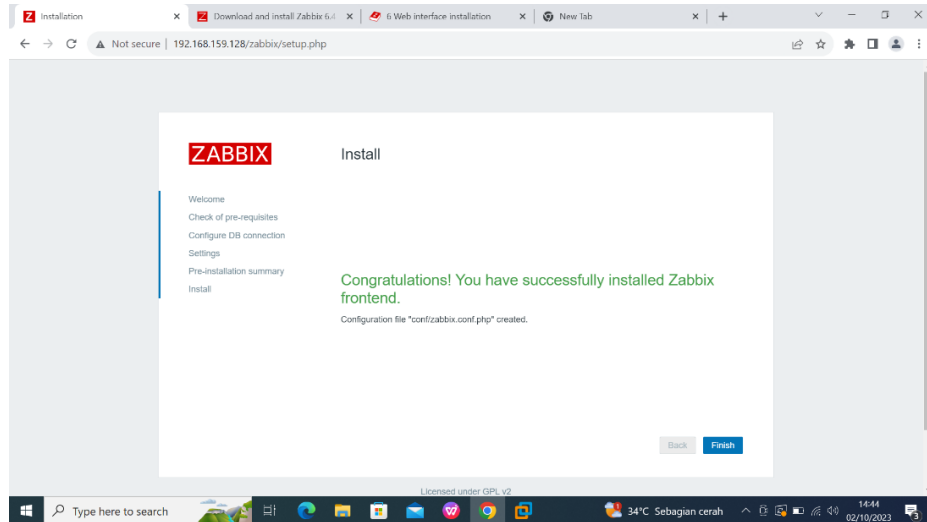 Installation
Download and install Zabbix 6.4
6 Web interface installation
New Tab
Not secure | 192.168.159.128/zabbix/setup.php
ZABBIX
Install
Welcome
Check of pre-requisites
Configure DB connection
Settings
Pre-installation summary
Install
Congratulations! You have successfully installed Zabbix
frontend.
Configuration file "conf/zabbix.conf.php" created.
Back
Finish
Licensed under GPL v2
Type here to search
34°C Sebagian cerah
14:44
02/10/2023
3